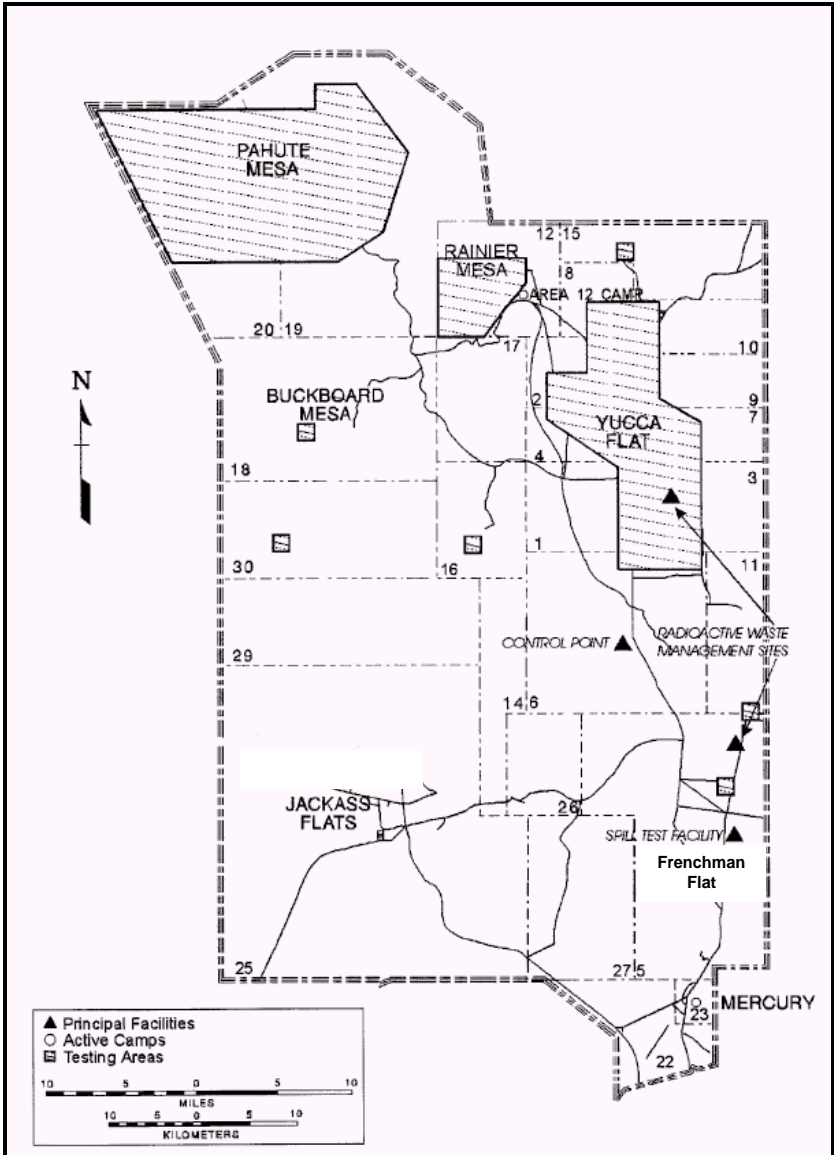 PAHUTE
MESA
12 15
RAINIER
MESA
8
AREA 12 CAMP
20 19
17
10
N
BUCKBOARD
MESA
2
9
YUCCA
FLAT
7
4
18
3
1
11
30
16
RADIOACTIVE WASTE
MANAGEMENT SITES
CONTROL POINT
29
14 6
JACKASS
FLATS
26
SPILL TEST FACILITY
Frenchman
Flat
25
27 5
MERCURY
23
22
Principal Facilities
Active Camps
Testing Areas
10 5 0 5 10
MILES
10 5 0 5 10
KILOMETERS